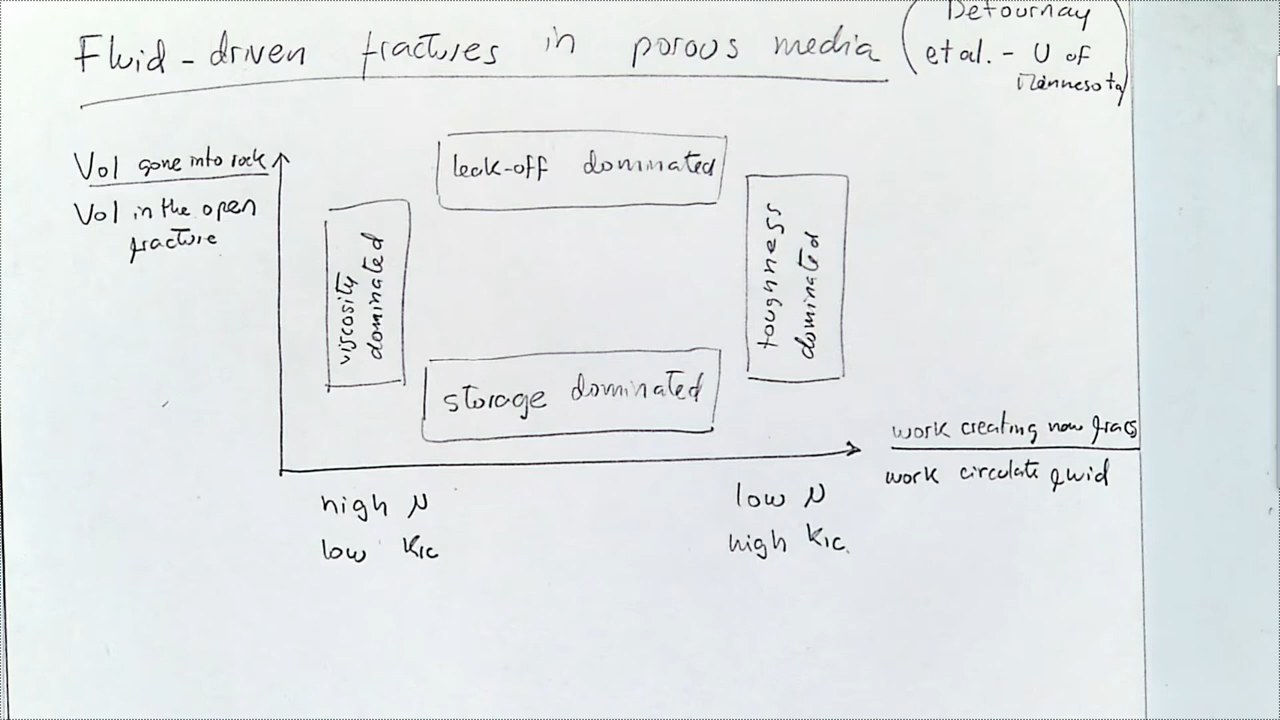 Fluid-driven fractures in porous media
(Detournay
et al. - U of
Minnesota
Vol gone into rock
Vol in the open
fracture
leak-off dominated
viscosity
dominated
toughness
dominated
storage dominated
work creating new fracs
work circulate fluid
high μ
low KIC
low μ
high KIC.